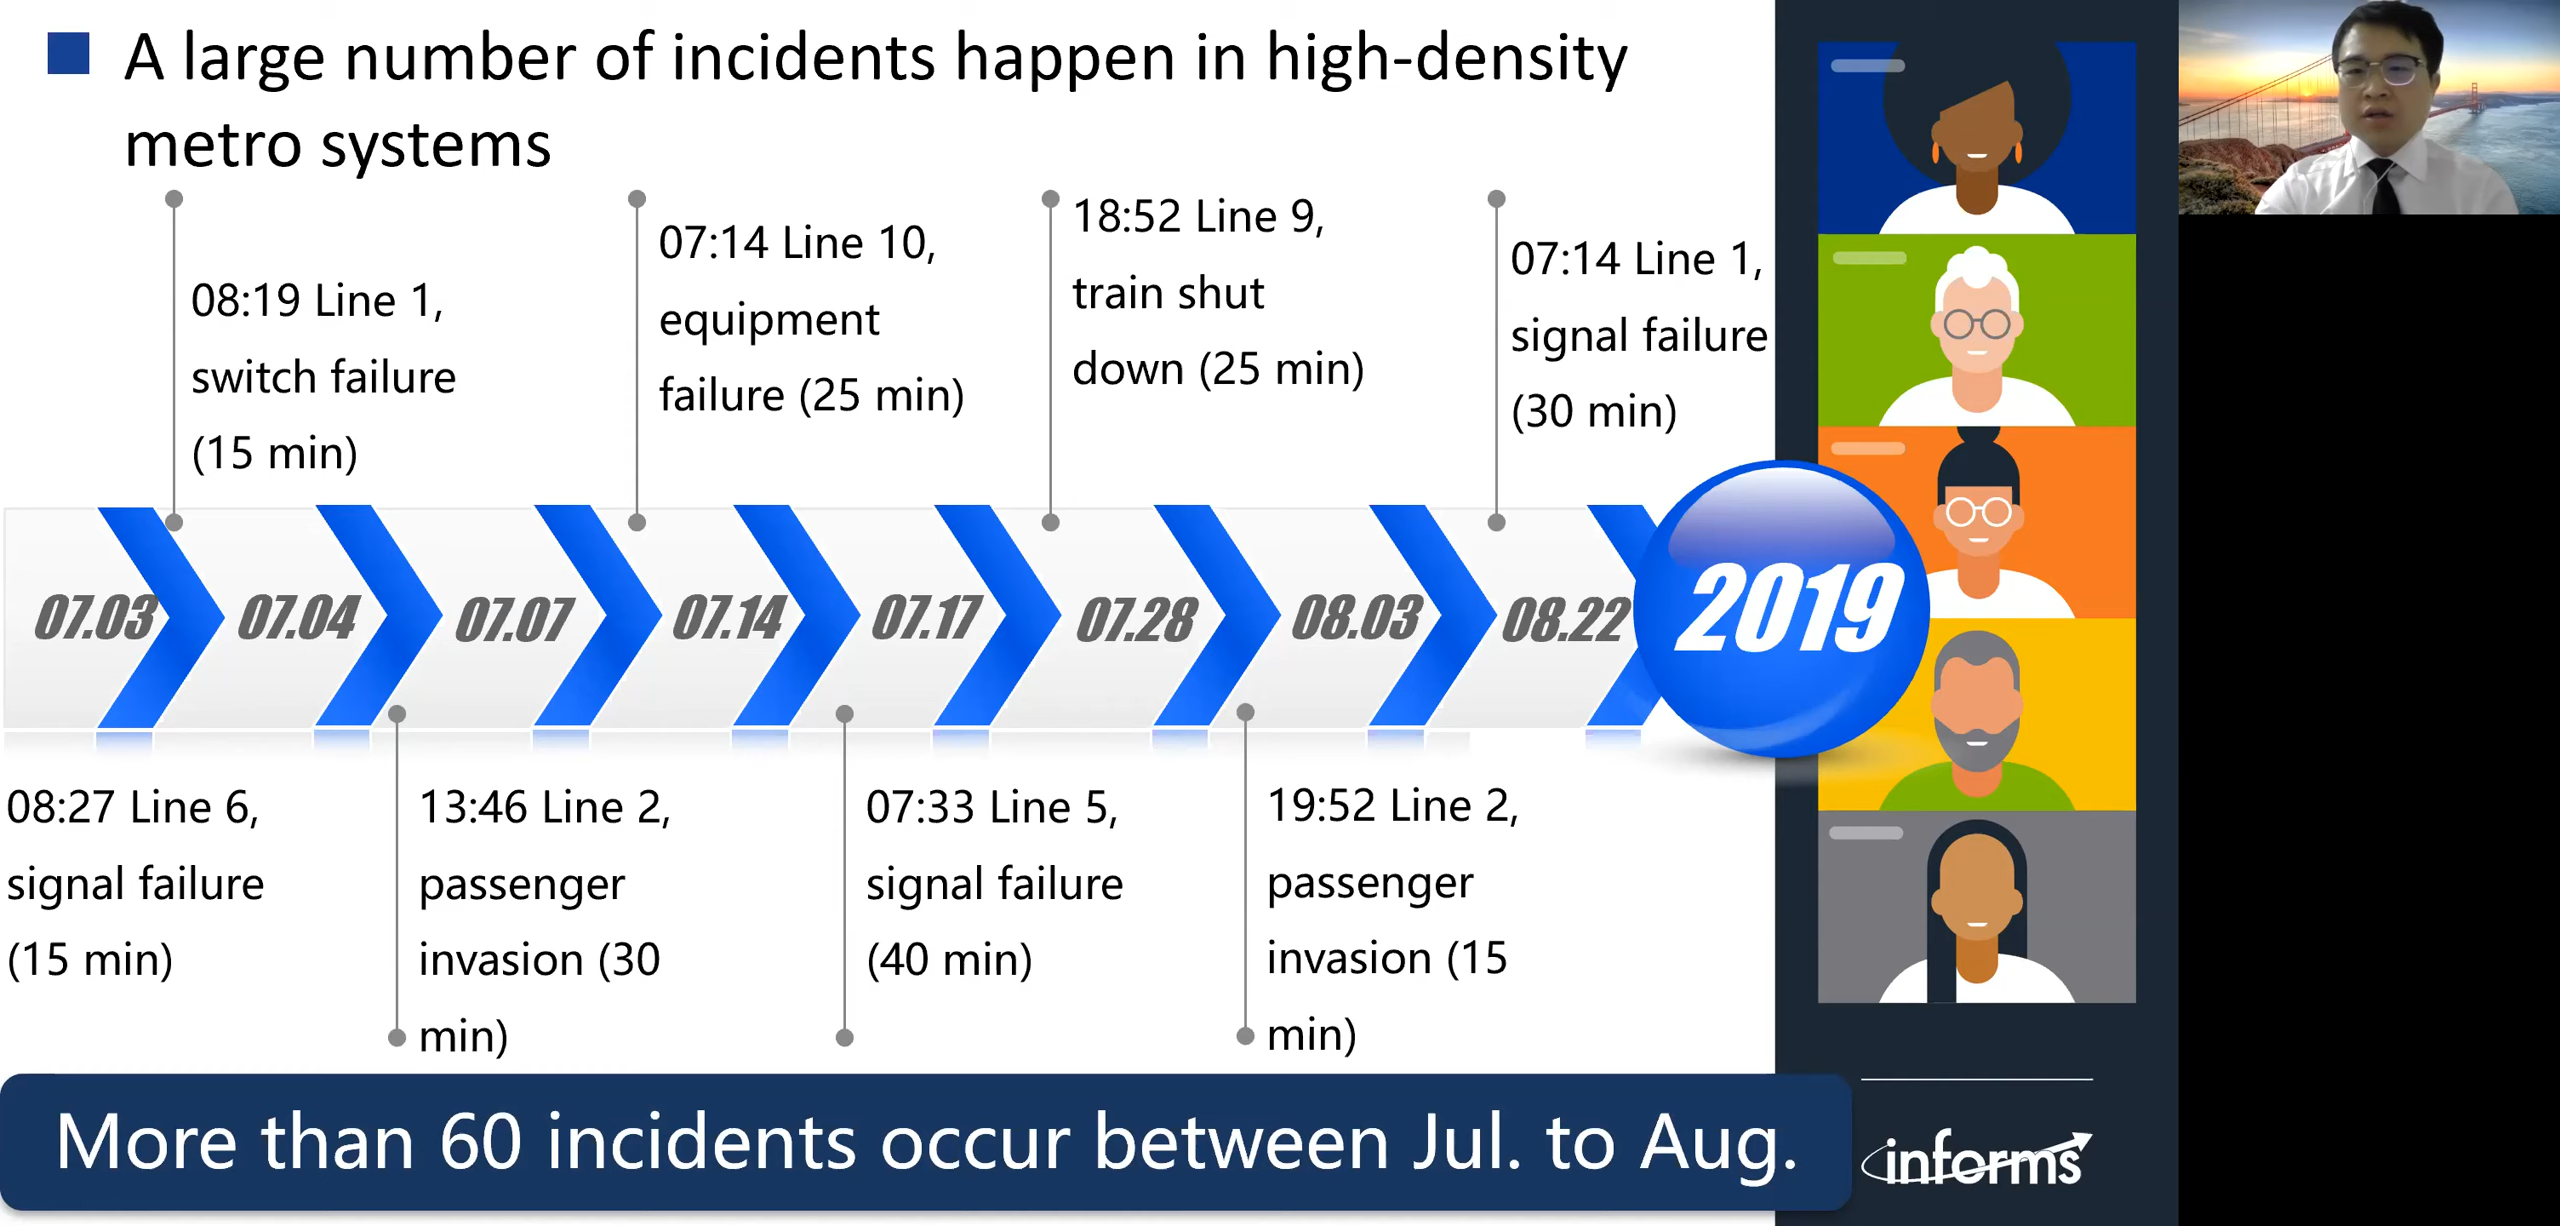 A large number of incidents happen in high-density
metro systems
08:19 Line 1,
switch failure
(15 min)
07:14 Line 10,
equipment
failure (25 min)
18:52 Line 9,
train shut
down (25 min)
07:14 Line 1,
signal failure
(30 min)
07.03
07.04
07.07
07.14
07.17
07.28
08.03
08.22
2019
08:27 Line 6,
signal failure
(15 min)
13:46 Line 2,
passenger
invasion (30
min)
07:33 Line 5,
signal failure
(40 min)
19:52 Line 2,
passenger
invasion (15
min)
More than 60 incidents occur between Jul. to Aug.
informs